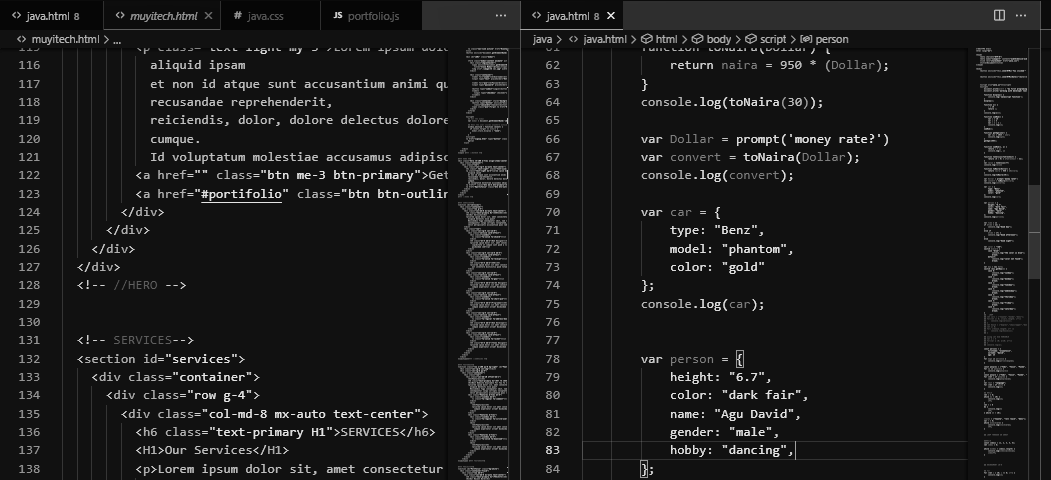 java.html 8
muyitech.html
java.css
JS portfolio.js
muyitech.html > ...
115 <p class="text-light my-5">Lorem ipsum dolo
116 aliquid ipsam
117 et non id atque sunt accusantium animi qu
118 recusandae reprehenderit,
119 reiciendis, dolor, dolore delectus dolore
120 cumque.
121 Id voluptatum molestiae accusamus adipisc
122 <a href="" class="btn me-3 btn-primary">Get
123 <a href="#portifolio" class="btn btn-outlin
124 </div>
125 </div>
126 </div>
127 </div>
128 <!-- //HERO -->
129
130
131 <!-- SERVICES-->
132 <section id="services">
133 <div class="container">
134 <div class="row g-4">
135 <div class="col-md-8 mx-auto text-center">
136 <h6 class="text-primary H1">SERVICES</h6>
137 <H1>Our Services</H1>
138 <p>Lorem ipsum dolor sit, amet consectetur
java.html 8
java > java.html > html > body > script > person
61 function toNaira(Dollar) {
62 return naira = 950 * (Dollar);
63 }
64 console.log(toNaira(30));
65
66 var Dollar = prompt('money rate?')
67 var convert = toNaira(Dollar);
68 console.log(convert);
69
70 var car = {
71 type: "Benz",
72 model: "phantom",
73 color: "gold"
74 };
75 console.log(car);
76
77
78 var person = {
79 height: "6.7",
80 color: "dark fair",
81 name: "Agu David",
82 gender: "male",
83 hobby: "dancing",
84 };